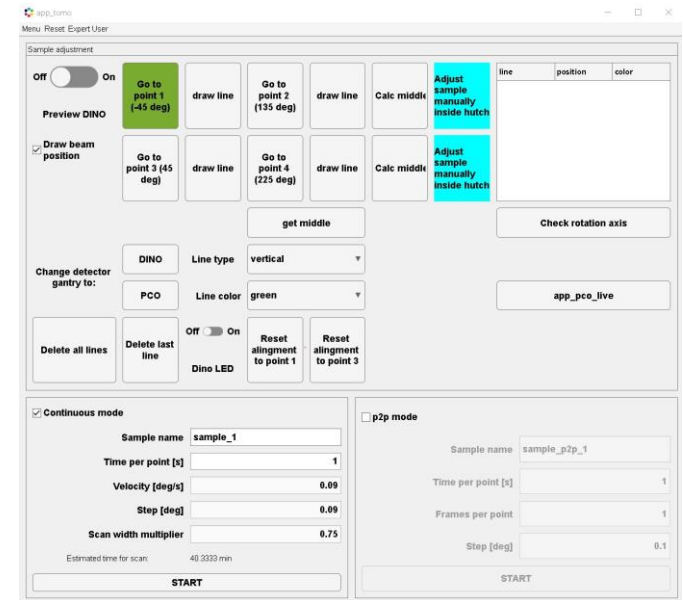 app_tomo
Menu Reset Expert User
Sample adjustment
Off On
Preview DINO
Go to
point 1
(-45 deg)
draw line
Go to
point 2
(135 deg)
draw line
Calc middle
Adjust
sample
manually
inside hutch
line position color
Draw beam
position
Go to
point 3 (45
deg)
draw line
Go to
point 4
(225 deg)
draw line
Calc middle
Adjust
sample
manually
inside hutch
get middle
Check rotation axis
Change detector
gantry to:
DINO
Line type
vertical
PCO
Line color
green
app_pco_live
Delete all lines
Delete last
line
Off On
Dino LED
Reset
alingment
to point 1
Reset
alingment
to point 3
Continuous mode
Sample name sample_1
Time per point [s] 1
Velocity [deg/s] 0.09
Step [deg] 0.09
Scan width multiplier 0.75
Estimated time for scan: 40.3333 min
START
p2p mode
Sample name sample_p2p_1
Time per point [s] 1
Frames per point 1
Step [deg] 0.1
START